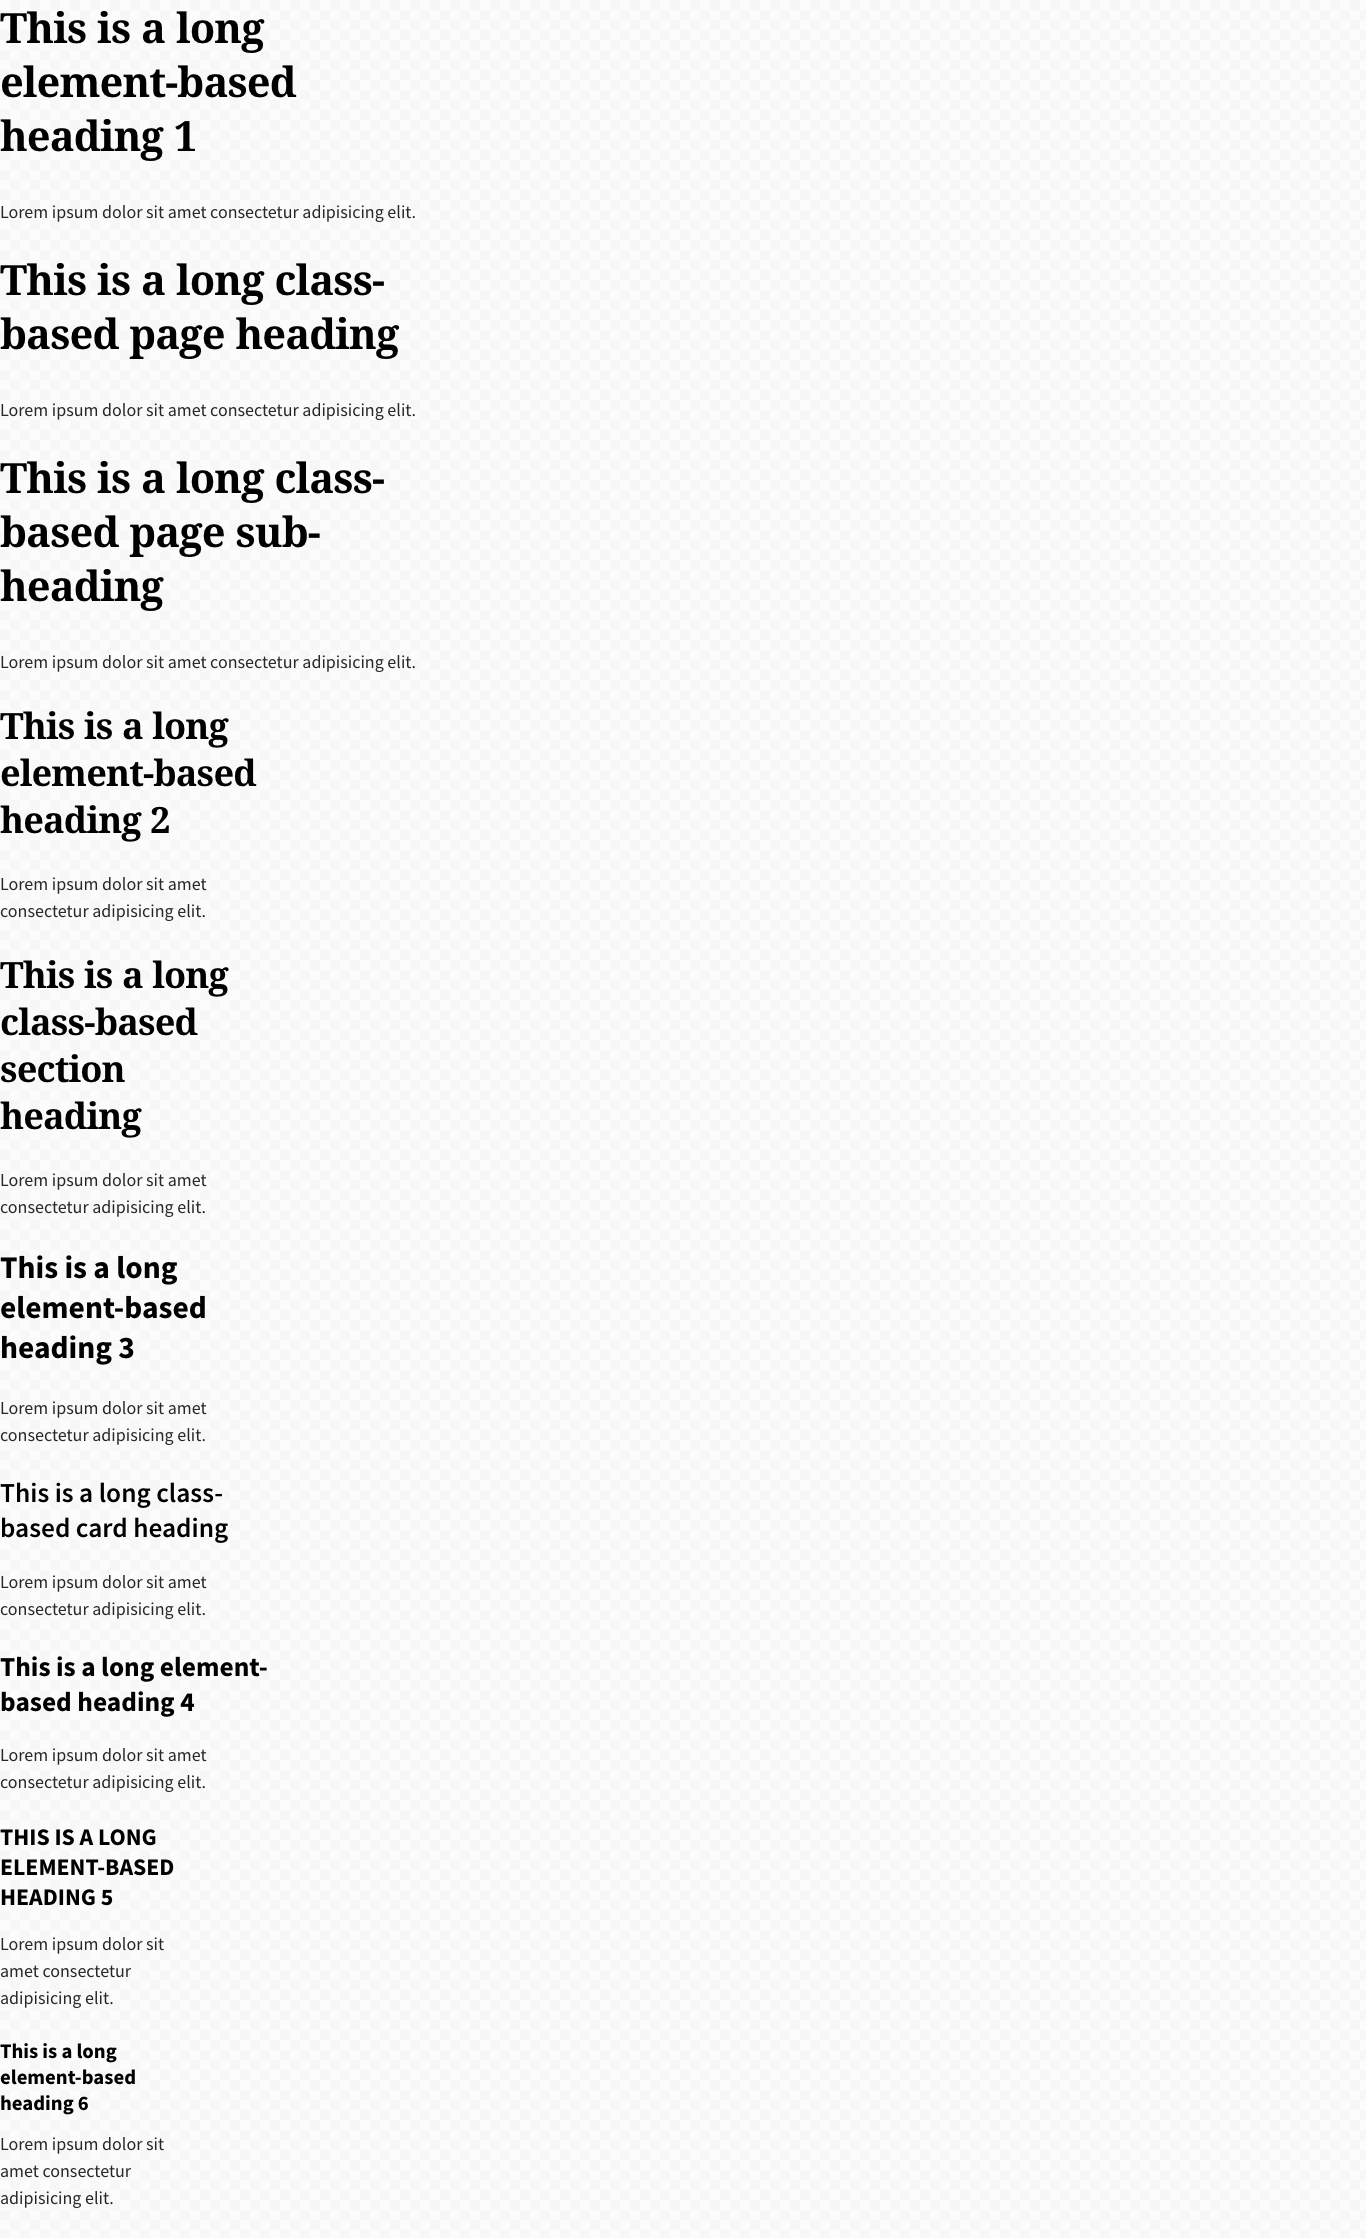 This is a long
element-based
heading 1
Lorem ipsum dolor sit amet consectetur adipisicing elit.
This is a long class-
based page heading
Lorem ipsum dolor sit amet consectetur adipisicing elit.
This is a long class-
based page sub-
heading
Lorem ipsum dolor sit amet consectetur adipisicing elit.
This is a long
element-based
heading 2
Lorem ipsum dolor sit amet
consectetur adipisicing elit.
This is a long
class-based
section
heading
Lorem ipsum dolor sit amet
consectetur adipisicing elit.
This is a long
element-based
heading 3
Lorem ipsum dolor sit amet
consectetur adipisicing elit.
This is a long class-
based card heading
Lorem ipsum dolor sit amet
consectetur adipisicing elit.
This is a long element-
based heading 4
Lorem ipsum dolor sit amet
consectetur adipisicing elit.
THIS IS A LONG
ELEMENT-BASED
HEADING 5
Lorem ipsum dolor sit
amet consectetur
adipisicing elit.
This is a long
element-based
heading 6
Lorem ipsum dolor sit
amet consectetur
adipisicing elit.